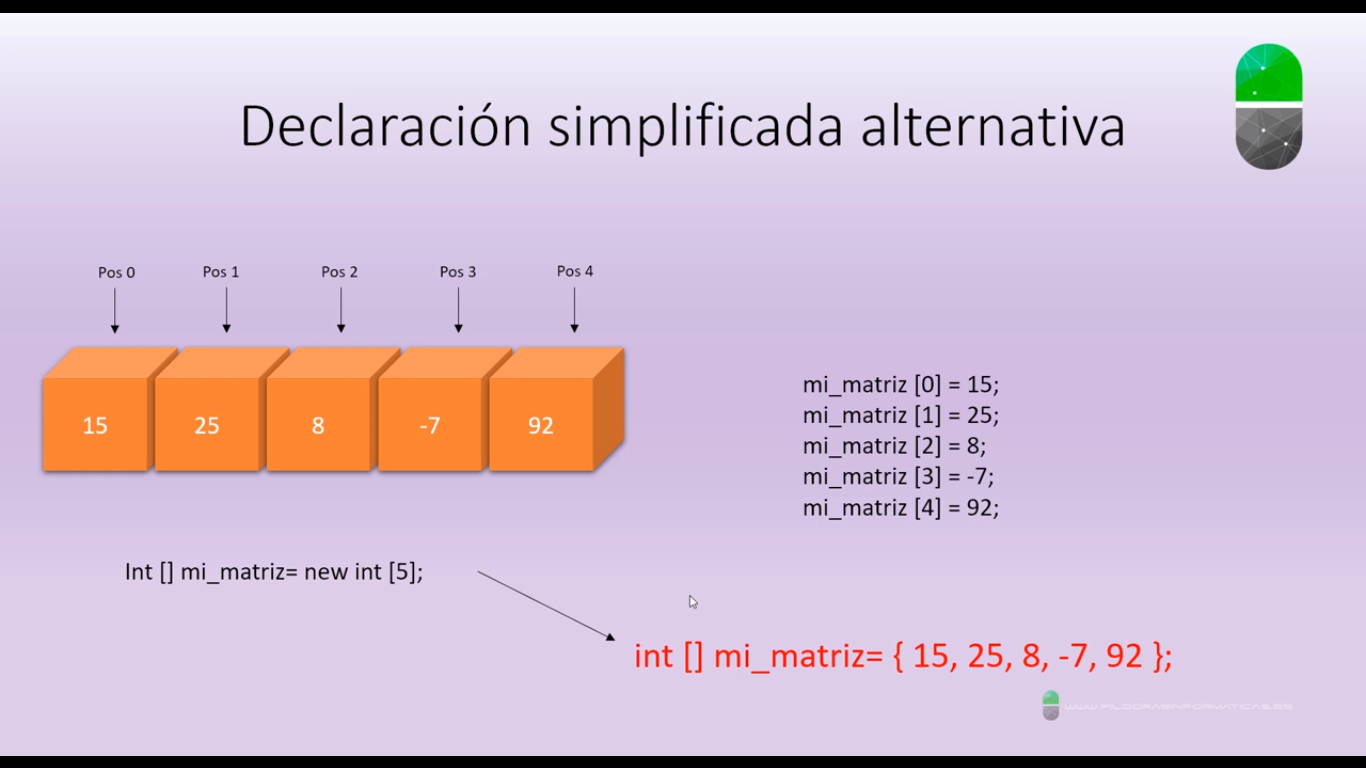 Declaración simplificada alternativa
Pos 0 Pos 1 Pos 2 Pos 3 Pos 4
15 25 8 -7 92
mi_matriz [0] = 15;
mi_matriz [1] = 25;
mi_matriz [2] = 8;
mi_matriz [3] = -7;
mi_matriz [4] = 92;
Int [] mi_matriz= new int [5];
int [] mi_matriz= { 15, 25, 8, -7, 92 };
WWW.PILDORASINFORMATICAS.ES